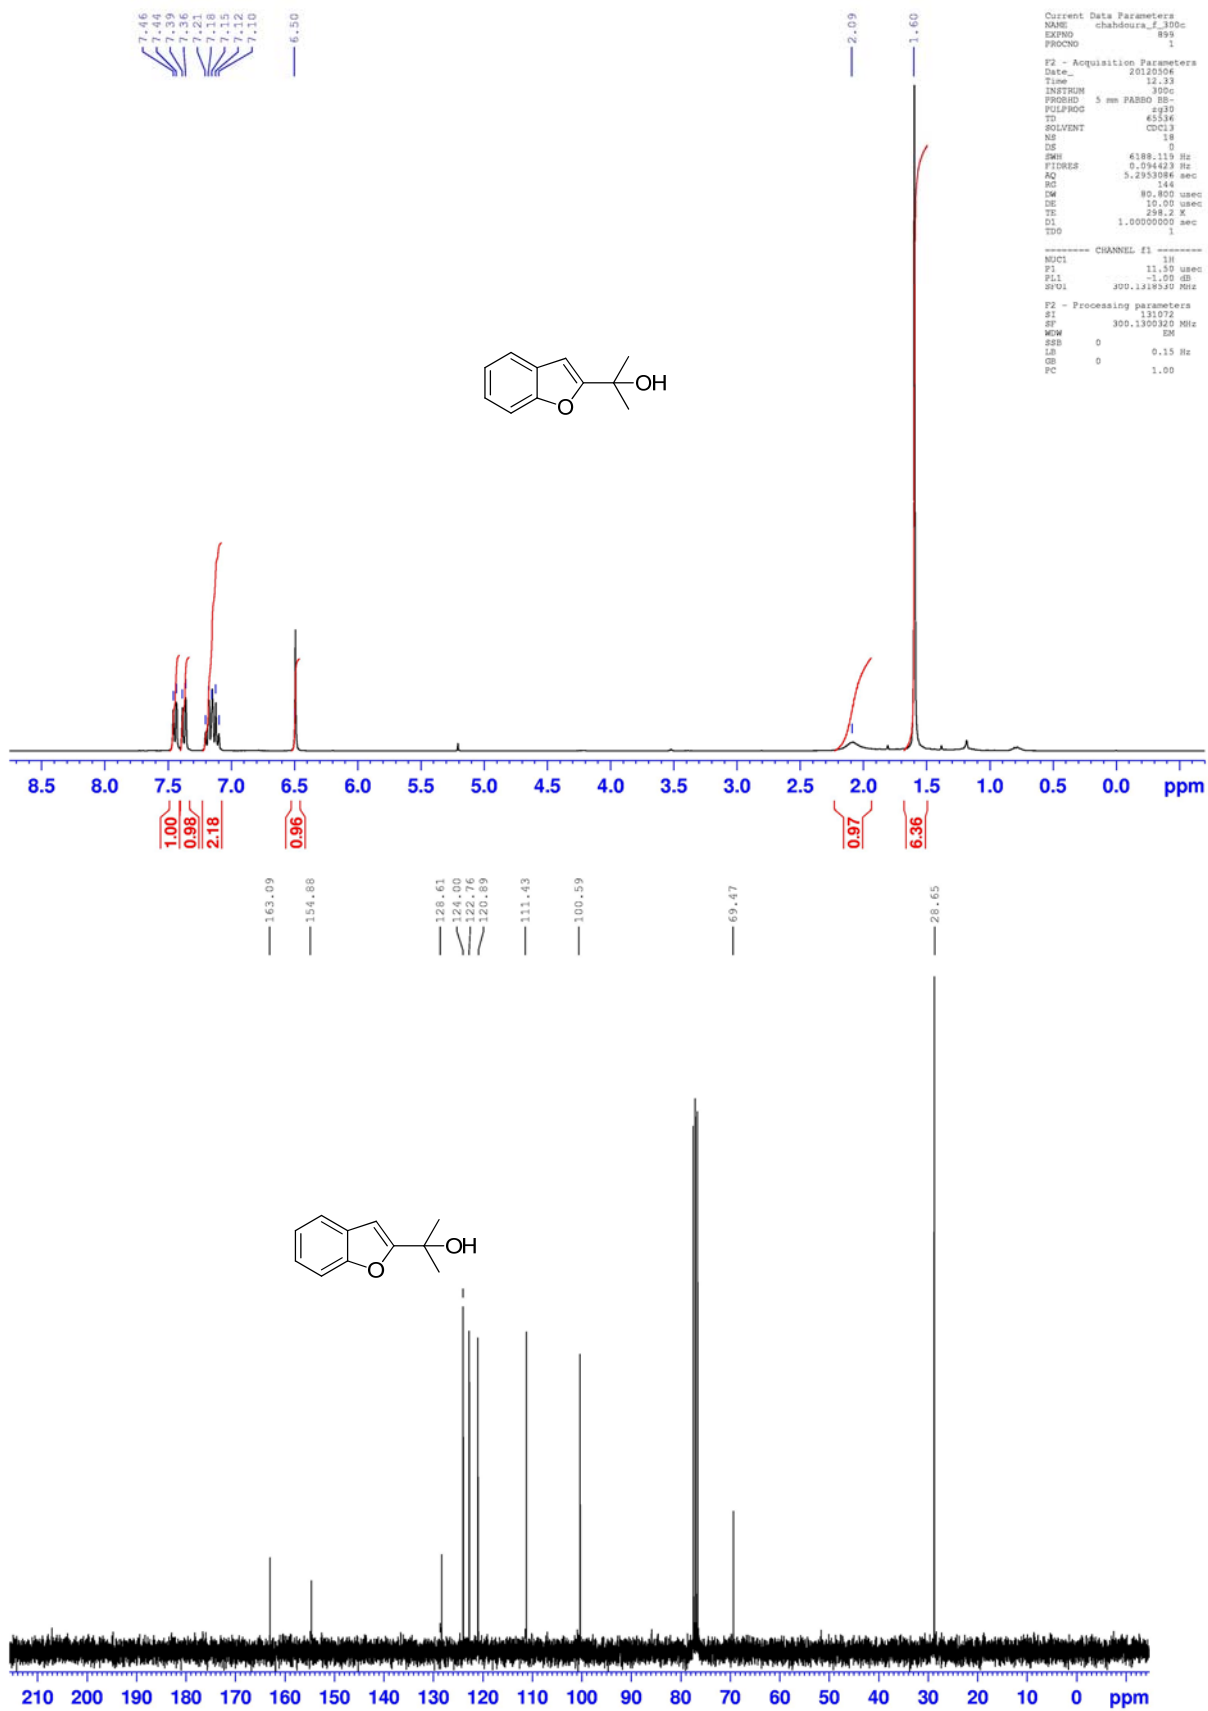 7.46
7.44
7.39
7.36
7.21
7.18
7.15
7.12
7.10
6.50
2.09
1.60
Current Data Parameters
NAME chahdoura_f_300c
EXPNO 899
PROCNO 1
F2 - Acquisition Parameters
Date_ 20120506
Time 12.33
INSTRUM 300c
PROBHD 5 mm PABBO BB-
PULPROG zg30
TD 65536
SOLVENT CDCl3
NS 18
DS 0
SWH 6188.119 Hz
FIDRES 0.094423 Hz
AQ 5.2953086 sec
RG 144
DW 80.800 usec
DE 10.00 usec
TE 298.2 K
D1 1.00000000 sec
TD0 1
======== CHANNEL f1 ========
NUC1 1H
P1 11.50 usec
PL1 -1.00 dB
SFO1 300.1318530 MHz
F2 - Processing parameters
SI 131072
SF 300.1300320 MHz
WDW EM
SSB 0
LB 0.15 Hz
GB 0
PC 1.00
OH
O
8.5 8.0 7.5 7.0 6.5 6.0 5.5 5.0 4.5 4.0 3.5 3.0 2.5 2.0 1.5 1.0 0.5 0.0 ppm
1.00
0.98
2.18
0.96
0.97
6.36
163.09
154.88
128.61
124.00
122.76
120.89
111.43
100.59
69.47
28.65
OH
O
210 200 190 180 170 160 150 140 130 120 110 100 90 80 70 60 50 40 30 20 10 0 ppm